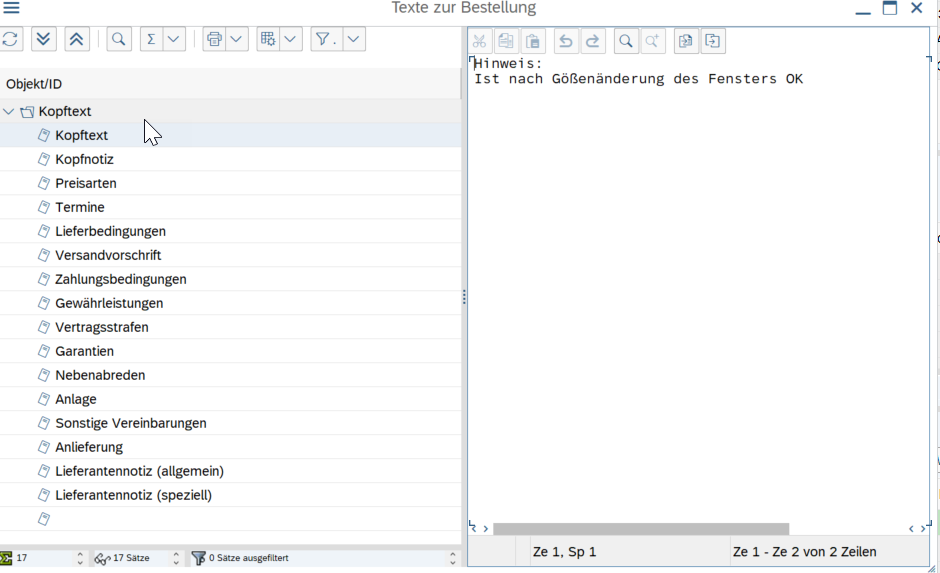 Texte zur Bestellung
Objekt/ID
Kopftext
Kopftext
Kopfnotiz
Preisarten
Termine
Lieferbedingungen
Versandvorschrift
Zahlungsbedingungen
Gewährleistungen
Vertragsstrafen
Garantien
Nebenabreden
Anlage
Sonstige Vereinbarungen
Anlieferung
Lieferantennotiz (allgemein)
Lieferantennotiz (speziell)
17
17 Sätze
0 Sätze ausgefiltert
Hinweis:
Ist nach Gößenänderung des Fensters OK
Ze 1, Sp 1
Ze 1 - Ze 2 von 2 Zeilen